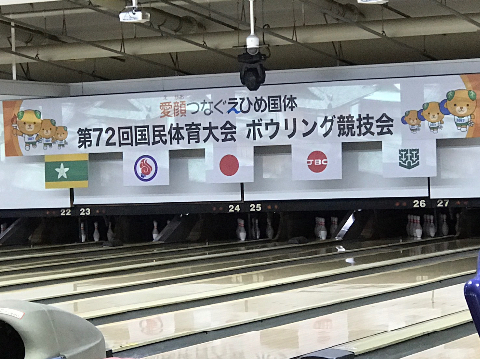 愛顔つなぐえひめ国体
第72回国民体育大会 ボウリング競技会
JBC
22 23 24 25 26 27